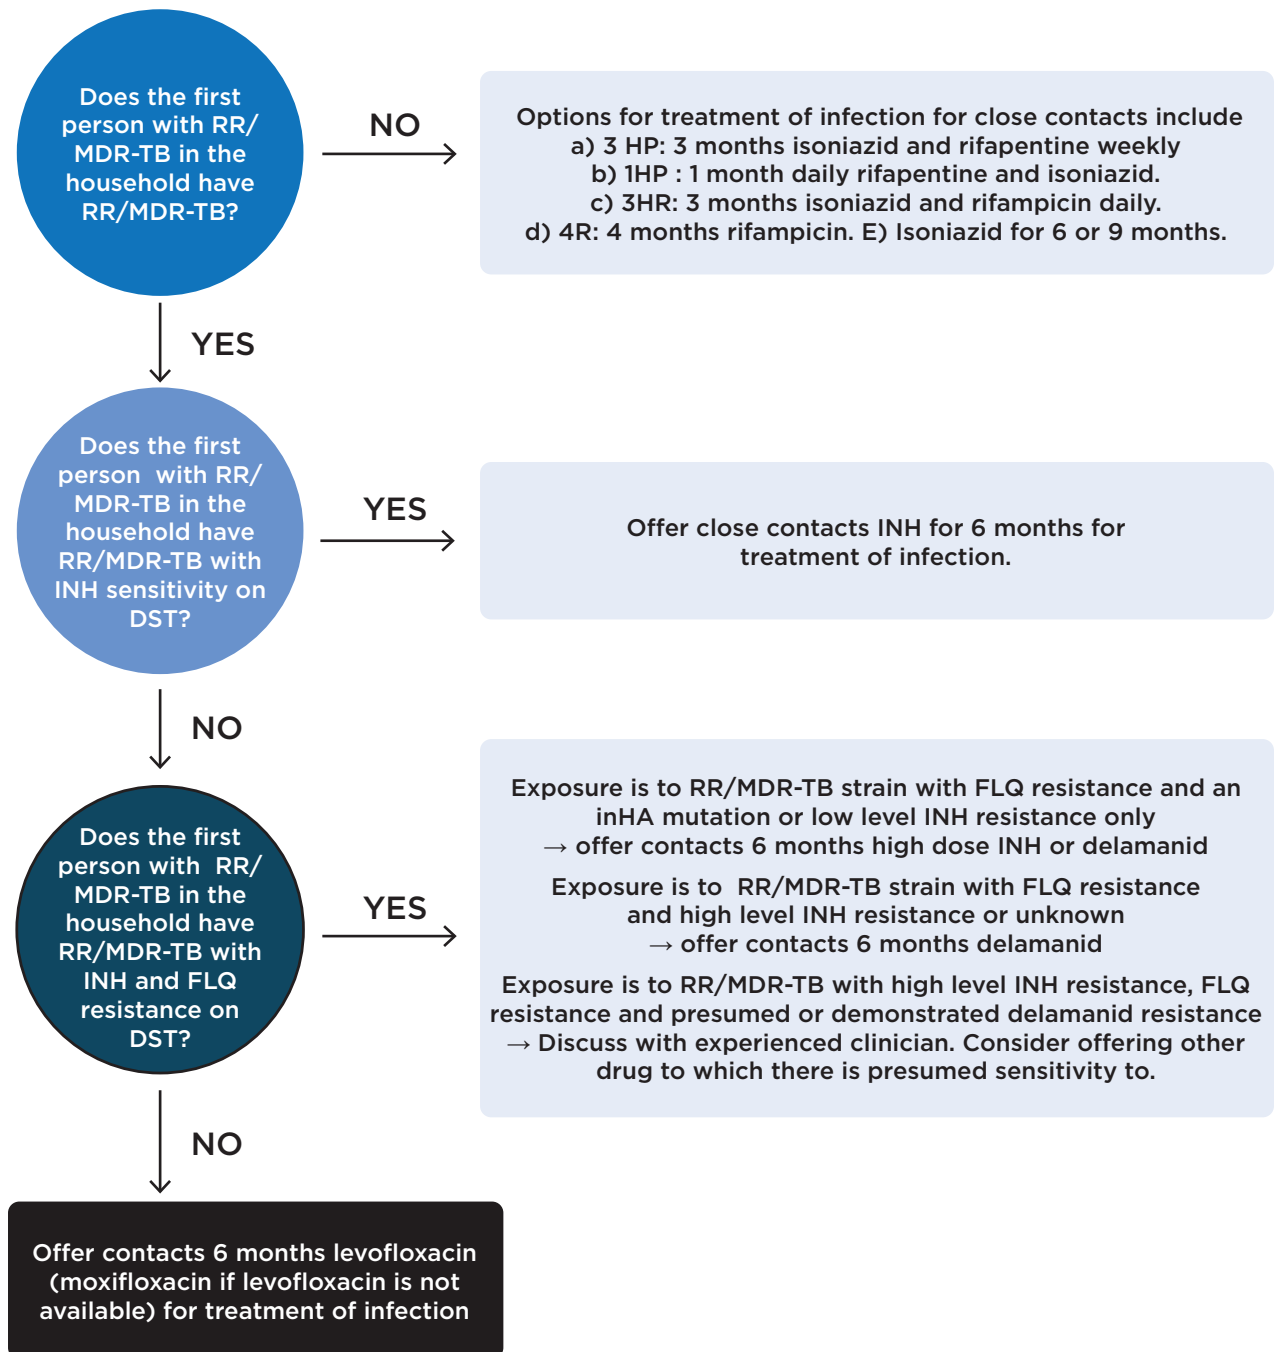 Does the first
person with RR/
MDR-TB in the
household have
RR/MDR-TB?
NO
Options for treatment of infection for close contacts include
a) 3 HP: 3 months isoniazid and rifapentine weekly
b) 1HP : 1 month daily rifapentine and isoniazid.
c) 3HR: 3 months isoniazid and rifampicin daily.
d) 4R: 4 months rifampicin. E) Isoniazid for 6 or 9 months.
YES
Does the first
person with RR/
MDR-TB in the
household have
RR/MDR-TB with
INH sensitivity on
DST?
YES
Offer close contacts INH for 6 months for
treatment of infection.
NO
Does the first
person with RR/
MDR-TB in the
household have
RR/MDR-TB with
INH and FLQ
resistance on
DST?
YES
Exposure is to RR/MDR-TB strain with FLQ resistance and an
inHA mutation or low level INH resistance only
→ offer contacts 6 months high dose INH or delamanid
Exposure is to RR/MDR-TB strain with FLQ resistance
and high level INH resistance or unknown
→ offer contacts 6 months delamanid
Exposure is to RR/MDR-TB with high level INH resistance, FLQ
resistance and presumed or demonstrated delamanid resistance
→ Discuss with experienced clinician. Consider offering other
drug to which there is presumed sensitivity to.
NO
Offer contacts 6 months levofloxacin
(moxifloxacin if levofloxacin is not
available) for treatment of infection